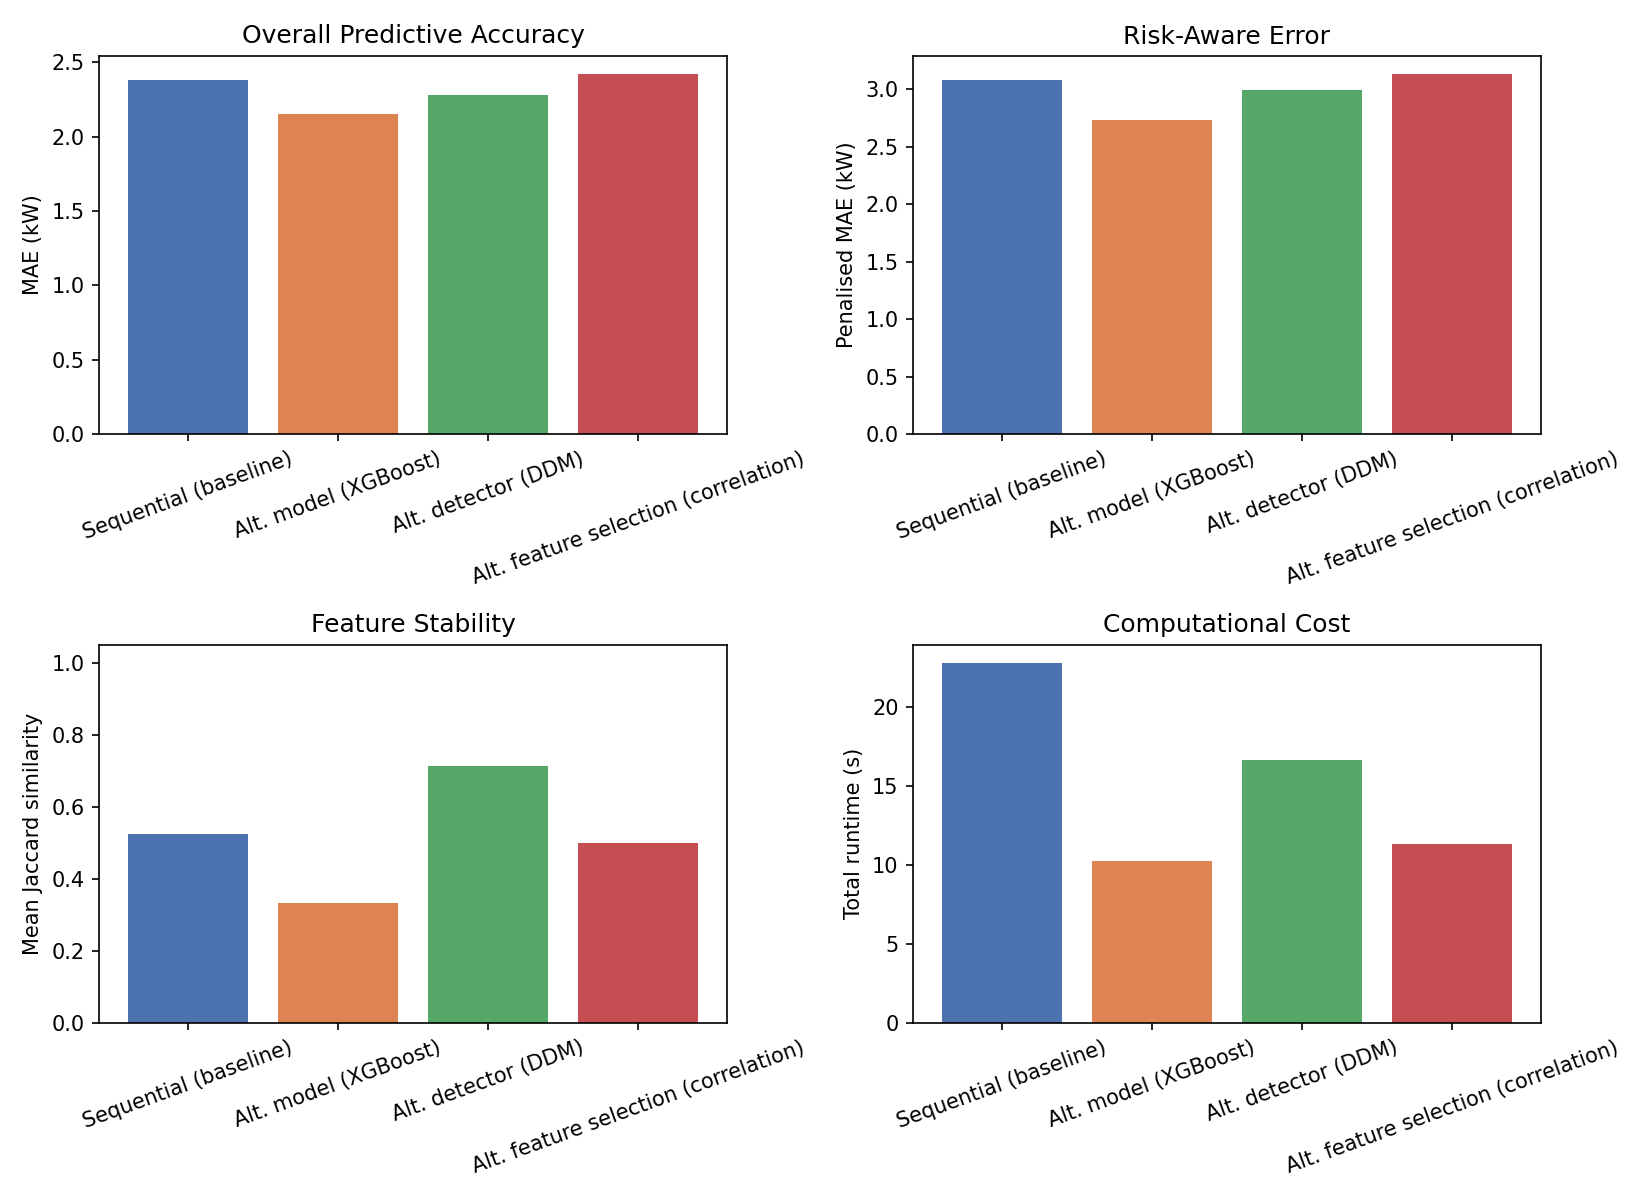 Overall Predictive Accuracy
MAE (kW)
2.5
2.0
1.5
1.0
0.5
0.0
Sequential (baseline)
Alt. model (XGBoost)
Alt. detector (DDM)
Alt. feature selection (correlation)
Risk-Aware Error
Penalised MAE (kW)
3.0
2.5
2.0
1.5
1.0
0.5
0.0
Sequential (baseline)
Alt. model (XGBoost)
Alt. detector (DDM)
Alt. feature selection (correlation)
Feature Stability
Mean Jaccard similarity
1.0
0.8
0.6
0.4
0.2
0.0
Sequential (baseline)
Alt. model (XGBoost)
Alt. detector (DDM)
Alt. feature selection (correlation)
Computational Cost
Total runtime (s)
20
15
10
5
0
Sequential (baseline)
Alt. model (XGBoost)
Alt. detector (DDM)
Alt. feature selection (correlation)